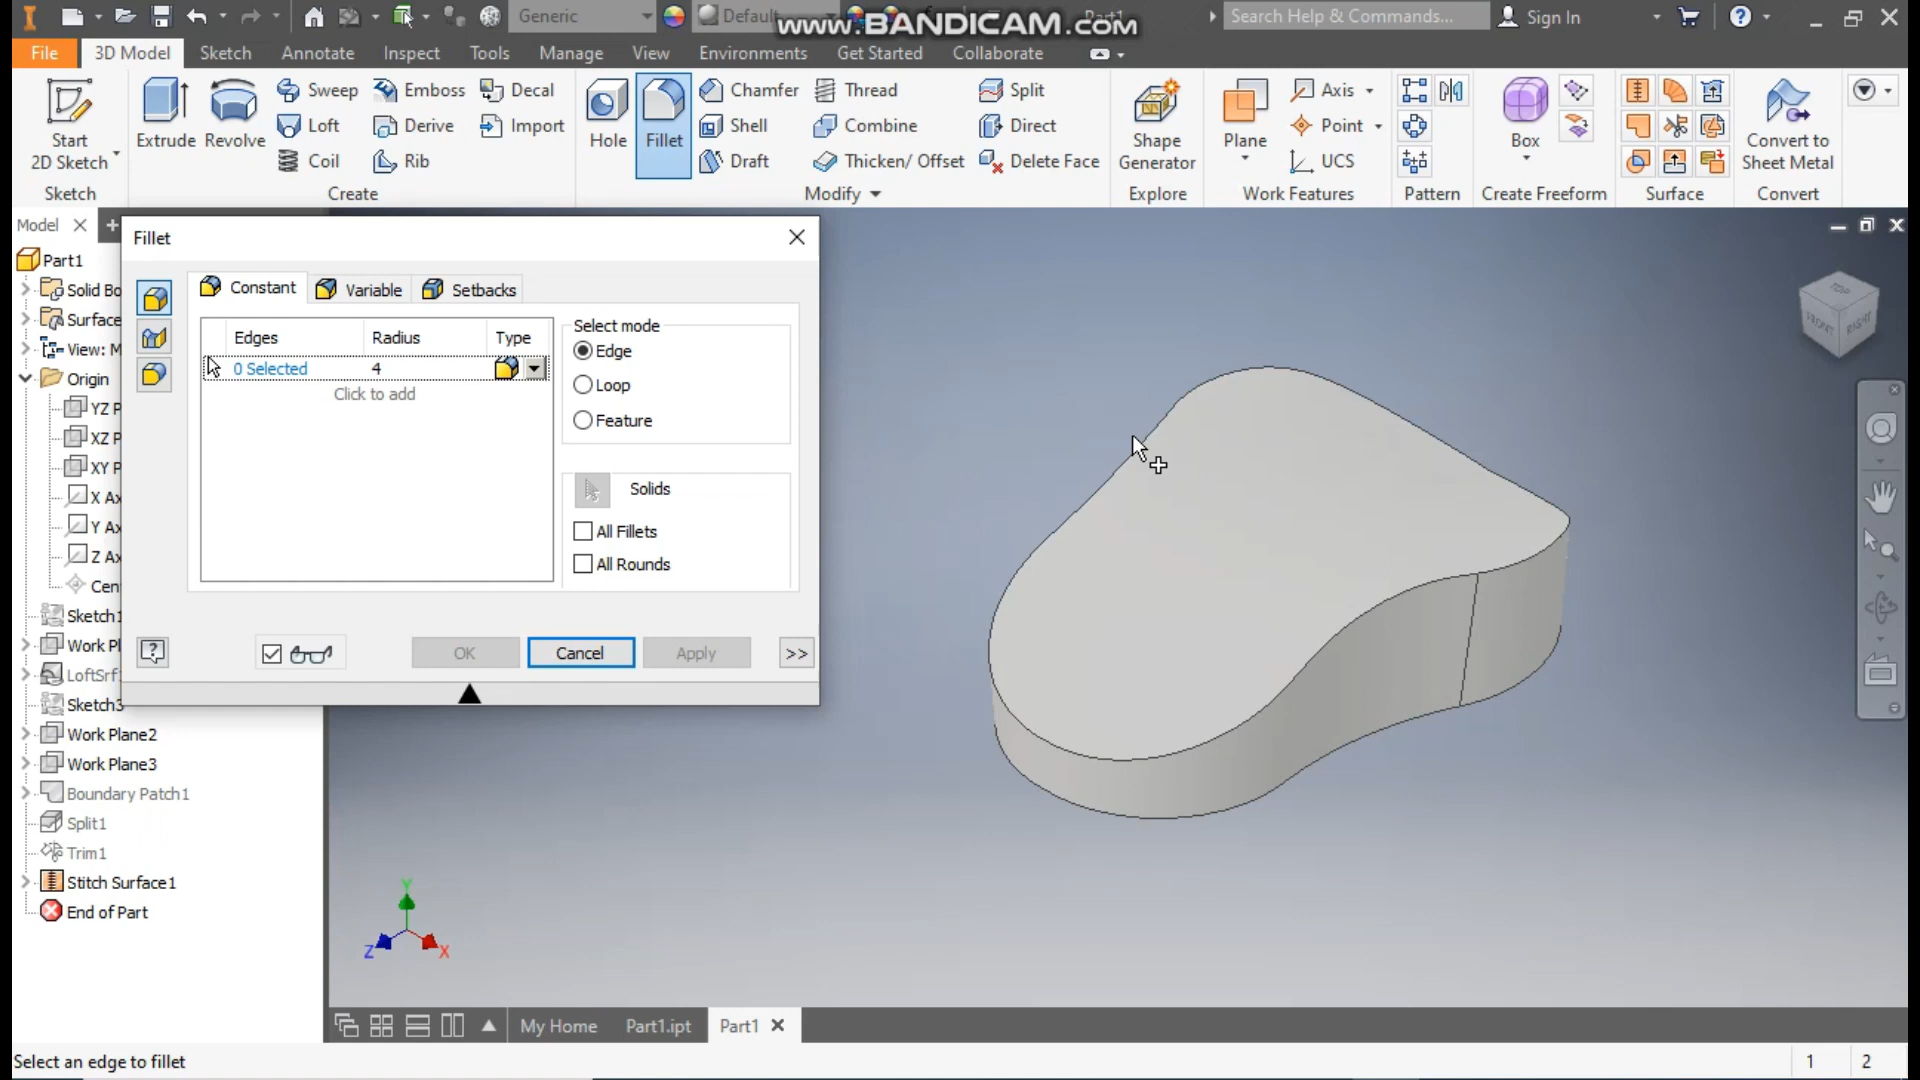 Generic
Default
www.BANDICAM.com
Part1
Search Help & Commands...
Sign In
File
3D Model
Sketch
Annotate
Inspect
Tools
Manage
View
Environments
Get Started
Collaborate
Start
2D Sketch
Extrude
Revolve
Sweep
Emboss
Decal
Loft
Derive
Import
Coil
Rib
Hole
Fillet
Chamfer
Thread
Split
Shell
Combine
Direct
Draft
Thicken/ Offset
Delete Face
Shape
Generator
Plane
Axis
Point
UCS
Box
Convert to
Sheet Metal
Sketch
Create
Modify
Explore
Work Features
Pattern
Create Freeform
Surface
Convert
Model
Part1
Solid Bo
Surface
View: M
Origin
YZ P
XZ P
XY P
X Ax
Y Ax
Z Ax
Cen
Sketch1
Work Pl
LoftSrf1
Sketch3
Work Plane2
Work Plane3
Boundary Patch1
Split1
Trim1
Stitch Surface1
End of Part
Fillet
Constant
Variable
Setbacks
Edges
Radius
Type
0 Selected
4
Click to add
Select mode
Edge
Loop
Feature
Solids
All Fillets
All Rounds
OK
Cancel
Apply
>>
TOP
FRONT
RIGHT
Y
Z
X
My Home
Part1.ipt
Part1
Select an edge to fillet
1
2